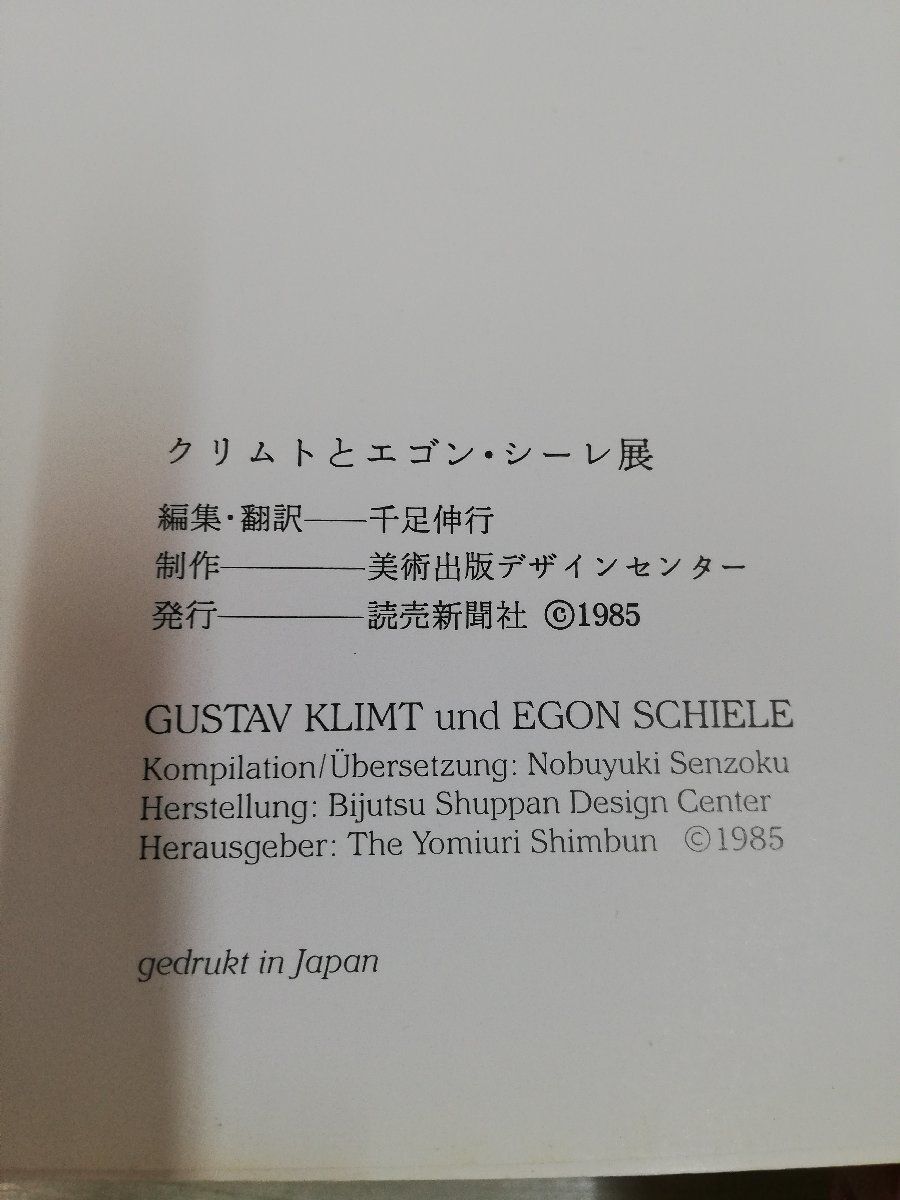 クリムトとエゴン・シーレ展
編集・翻訳——千足伸行
制作————美術出版デザインセンター
発行————読売新聞社 ©1985
GUSTAV KLIMT und EGON SCHIELE
Kompilation/Übersetzung: Nobuyuki Senzoku
Herstellung: Bijutsu Shuppan Design Center
Herausgeber: The Yomiuri Shimbun ©1985
gedrukt in Japan